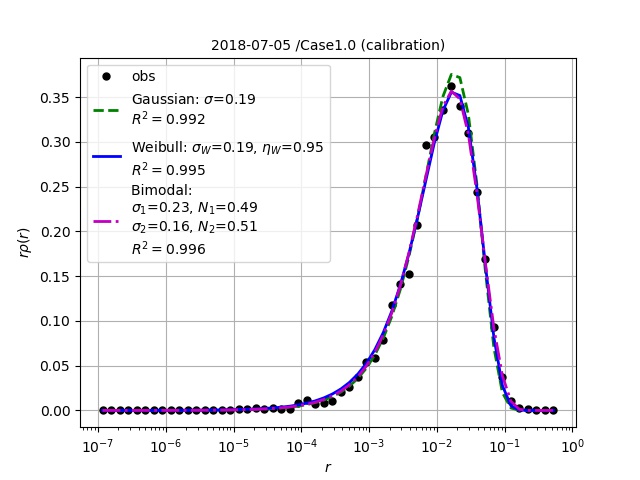 2018-07-05 /Case1.0 (calibration)
obs
Gaussian: σ=0.19
R² = 0.992
Weibull: σ_W=0.19, η_W=0.95
R² = 0.995
Bimodal:
σ₁=0.23, N₁=0.49
σ₂=0.16, N₂=0.51
R² = 0.996
rρ(r)
0.35
0.30
0.25
0.20
0.15
0.10
0.05
0.00
10⁻⁷ 10⁻⁶ 10⁻⁵ 10⁻⁴ 10⁻³ 10⁻² 10⁻¹ 10⁰
r